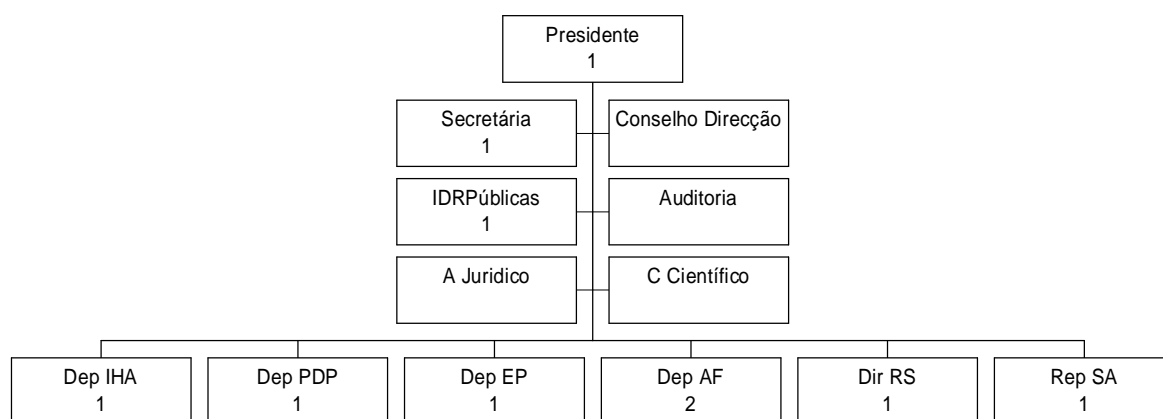 Presidente
1
Secretária
1
Conselho Direcção
IDRPúblicas
1
Auditoria
A Juridico
C Científico
Dep IHA
1
Dep PDP
1
Dep EP
1
Dep AF
2
Dir RS
1
Rep SA
1